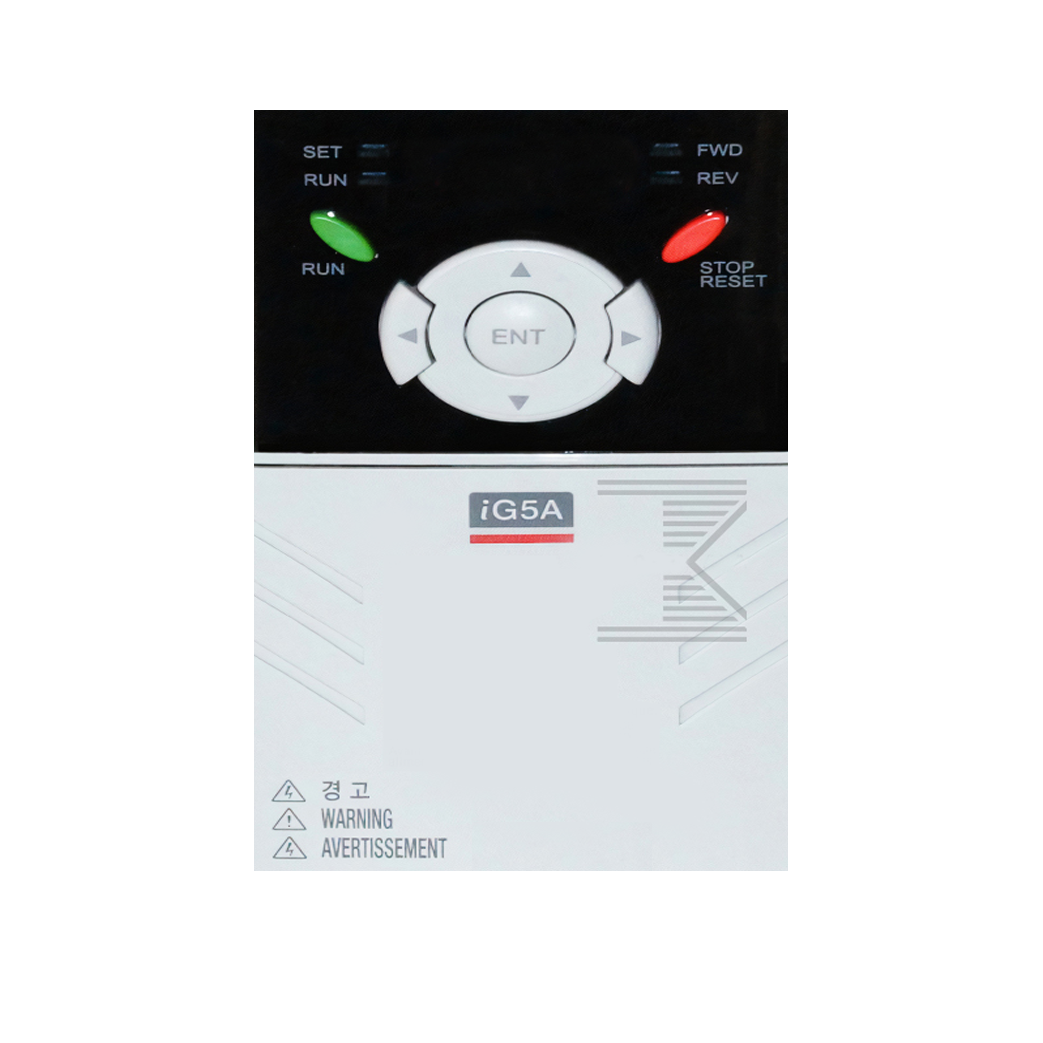 SET
FWD
RUN
REV
RUN
STOP
RESET
ENT
iG5A
경 고
WARNING
AVERTISSEMENT